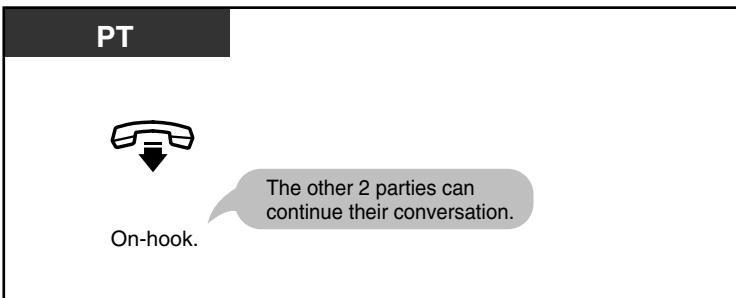 PT
The other 2 parties can
continue their conversation.
On-hook.